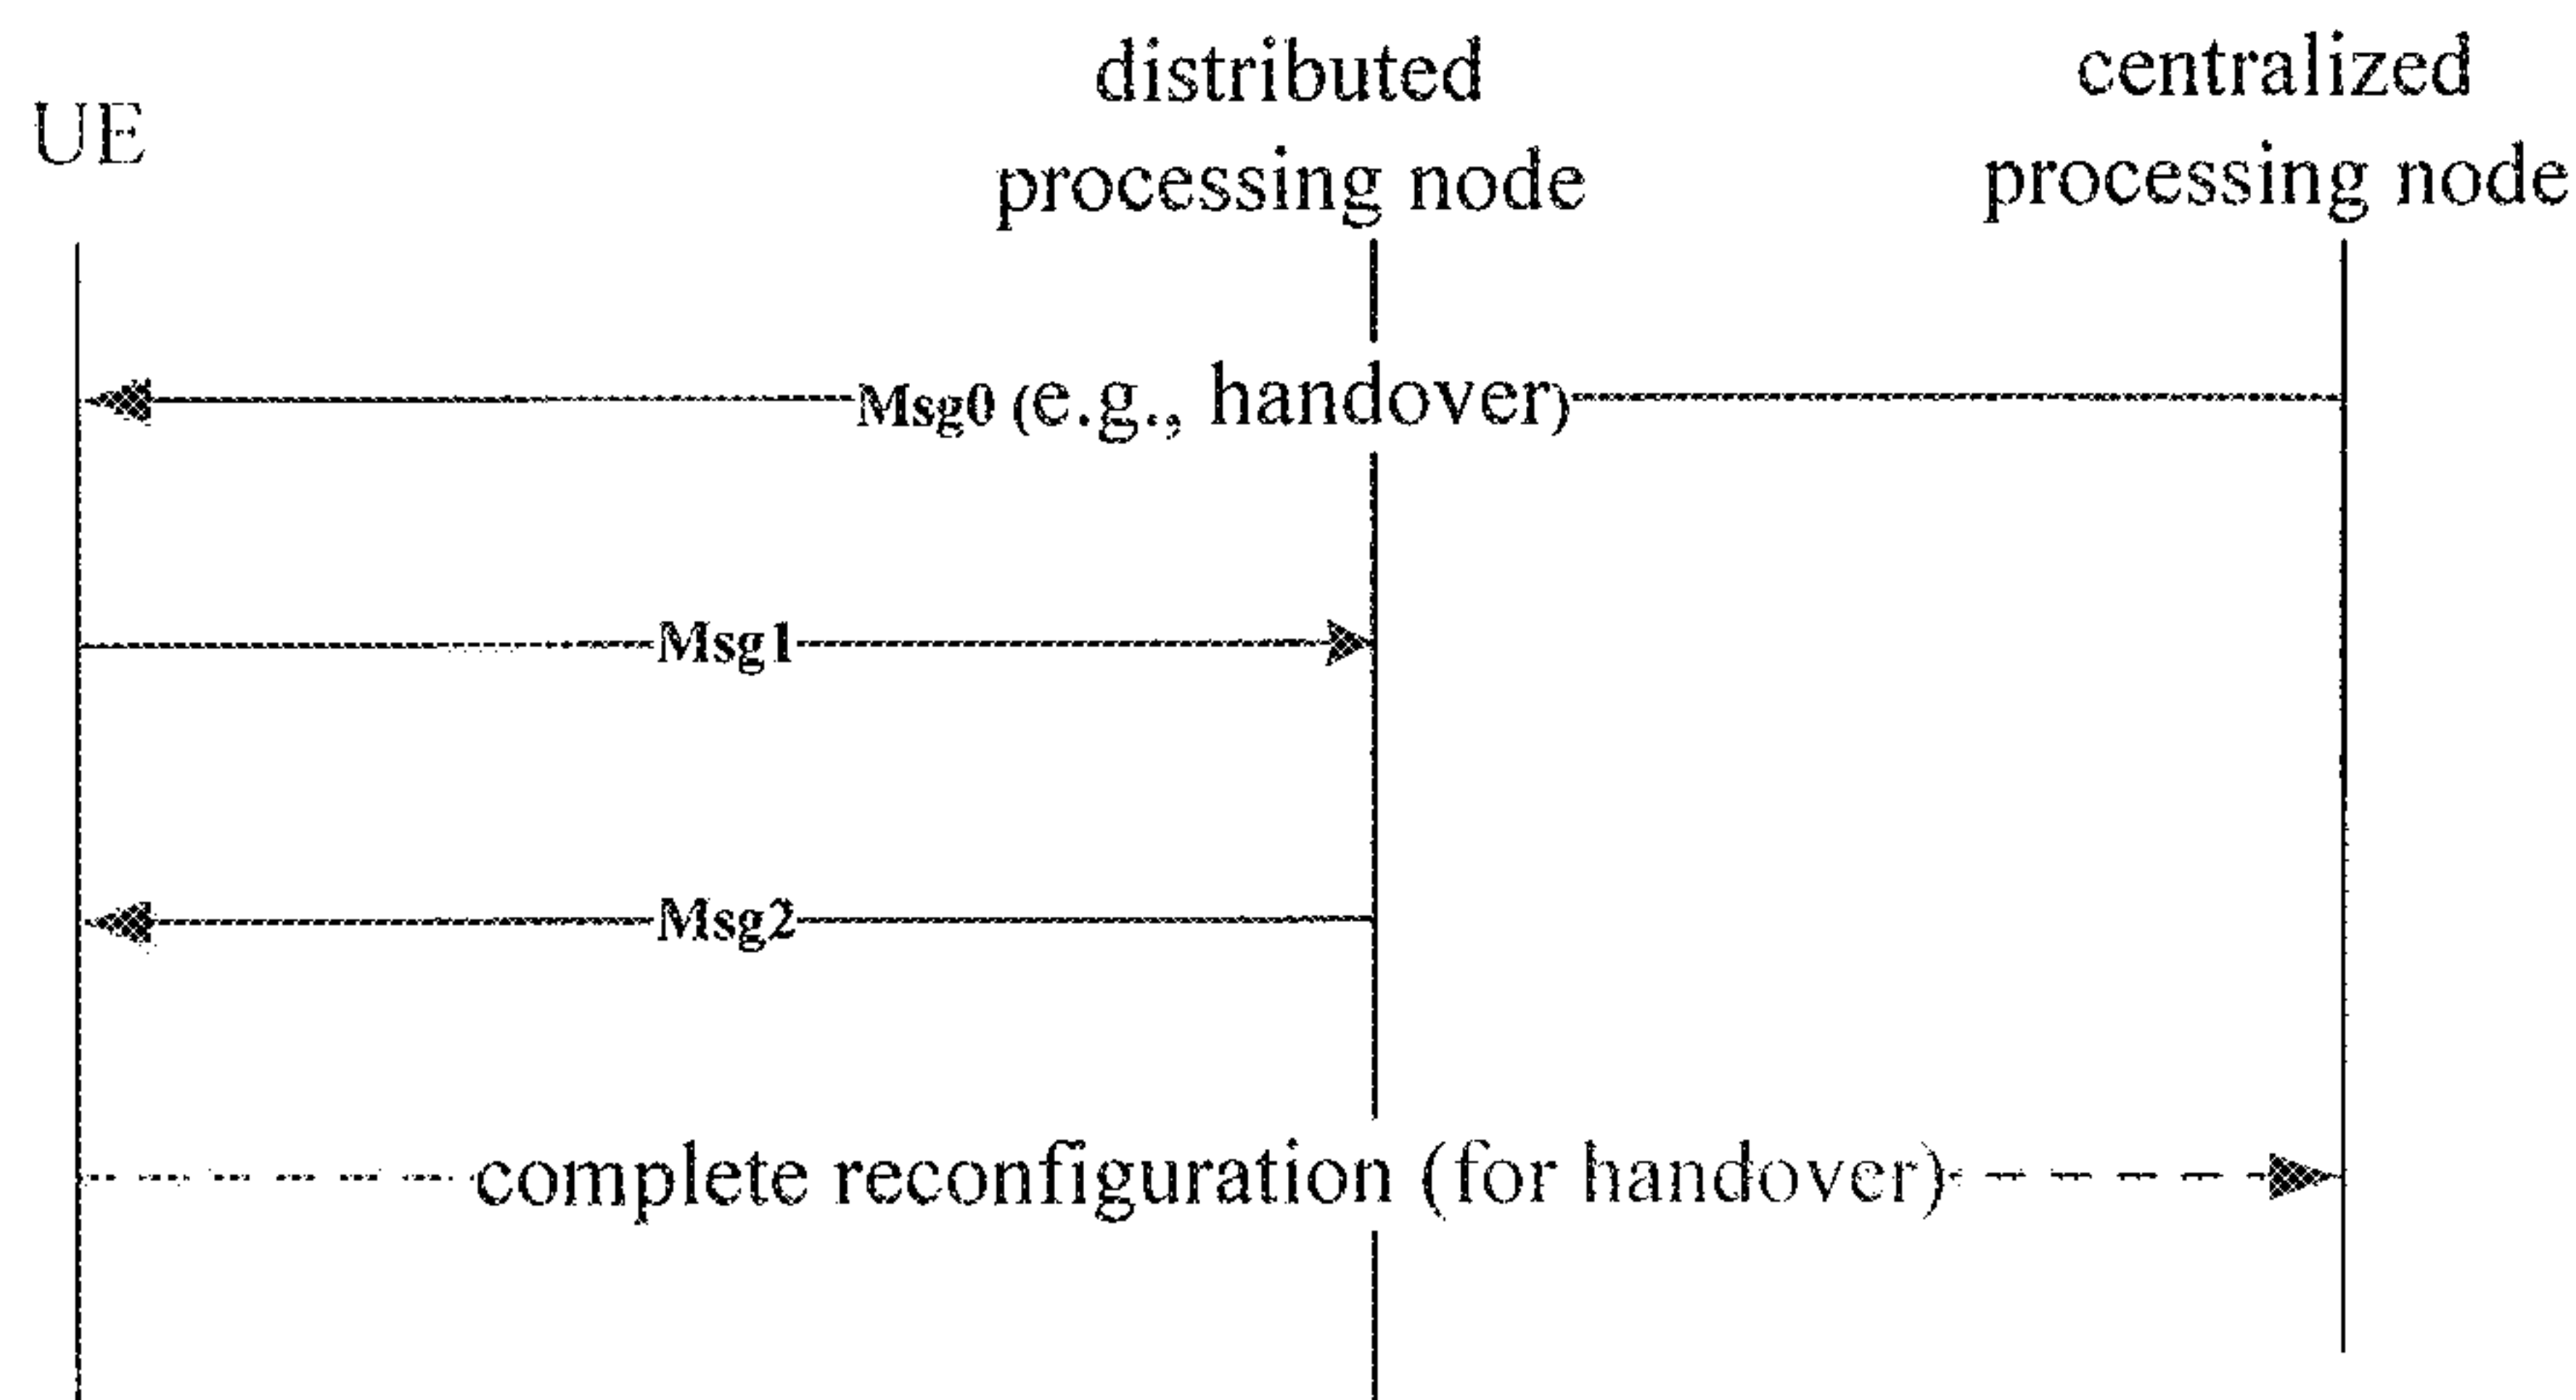 UE
distributed
processing node
centralized
processing node
Msg0 (e.g., handover)
Msg1
Msg2
complete reconfiguration (for handover)